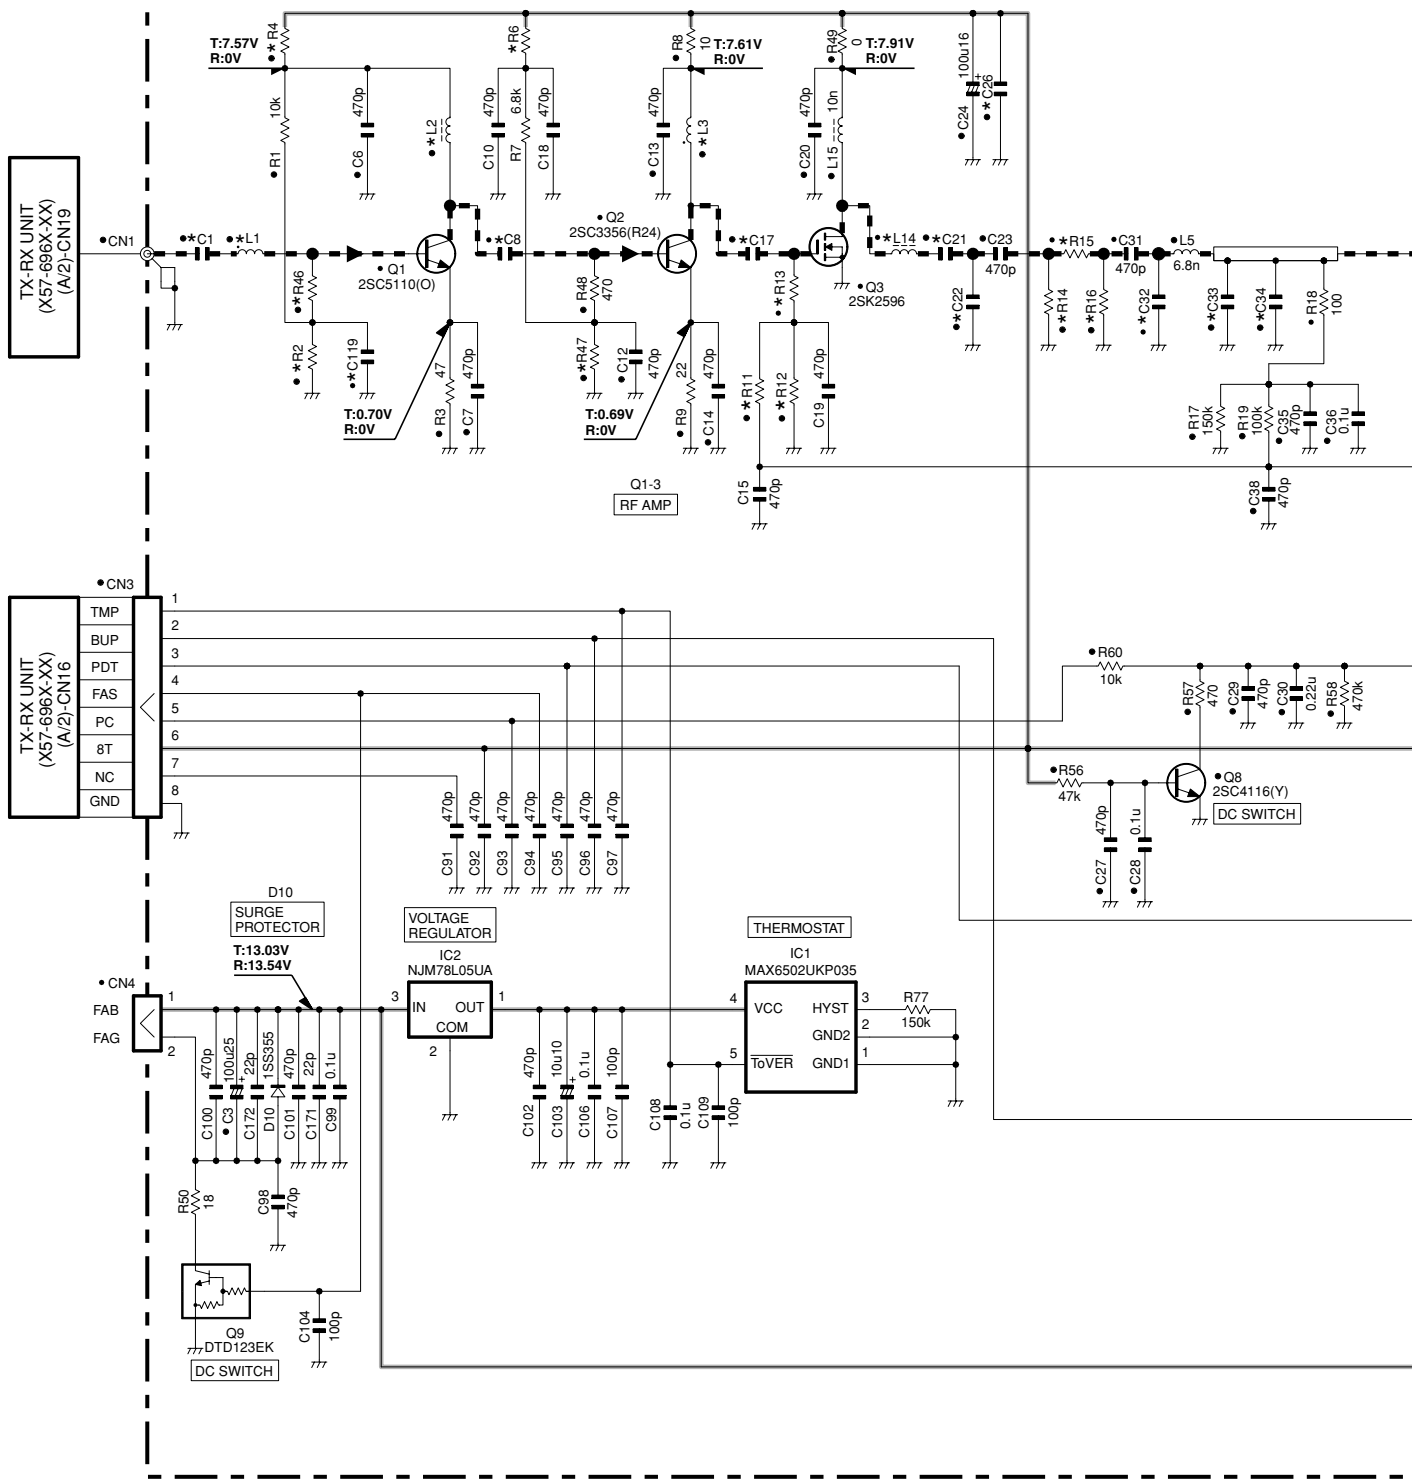 TX-RX UNIT
(X57-696X-XX)
(A/2)-CN19
●CN1
T:7.57V
R:0V
●*R4
10k
●R1
470p
●C6
●*L2
●*C1
●*L1
●*R46
●*R2
●*C119
●Q1
2SC5110(O)
T:0.70V
R:0V
47
●R3
470p
●C7
●*R6
470p
C10
6.8k
R7
470p
C18
●*C8
●Q2
2SC3356(R24)
●R48
470
●*R47
●C12
470p
T:0.69V
R:0V
22
●R9
470p
●C14
●R8
10
T:7.61V
R:0V
470p
●C13
●*L3
●*C17
●*R13
●*R11
●*R12
470p
C19
●R49
0
T:7.91V
R:0V
470p
●C20
10n
●L15
●Q3
2SK2596
●*L14
●*C21
●C23
470p
●*C22
100u16
+
●C24
●*C26
●*R15
●*R14
●*R16
●C31
470p
●*C32
●L5
6.8n
●*C33
●*C34
●R18
100
●R17
150k
●R19
100k
●C35
470p
●C36
0.1u
C15
470p
●C38
470p
Q1-3
RF AMP
●CN3
TX-RX UNIT
(X57-696X-XX)
(A/2)-CN16
TMP
BUP
PDT
FAS
PC
8T
NC
GND
1
2
3
4
5
6
7
8
470p
C91
470p
C92
470p
C93
470p
C94
470p
C95
470p
C96
470p
C97
●R60
10k
●R57
470
●C29
470p
●C30
0.22u
●R58
470k
●R56
47k
470p
●C27
0.1u
●C28
●Q8
2SC4116(Y)
DC SWITCH
D10
SURGE
PROTECTOR
T:13.03V
R:13.54V
●CN4
FAB
FAG
1
2
470p
C100
100u25
+
●C3
22p
C172
1SS355
D10
470p
C101
22p
C171
0.1u
C99
R50
18
C98
470p
Q9
DTD123EK
DC SWITCH
C104
100p
VOLTAGE
REGULATOR
IC2
NJM78L05UA
3
IN
OUT
1
COM
2
470p
C102
10u10
+
C103
0.1u
C106
100p
C107
C108
0.1u
C109
100p
THERMOSTAT
IC1
MAX6502UKP035
4
VCC
HYST
3
R77
150k
GND2
2
5
ToVER
GND1
1